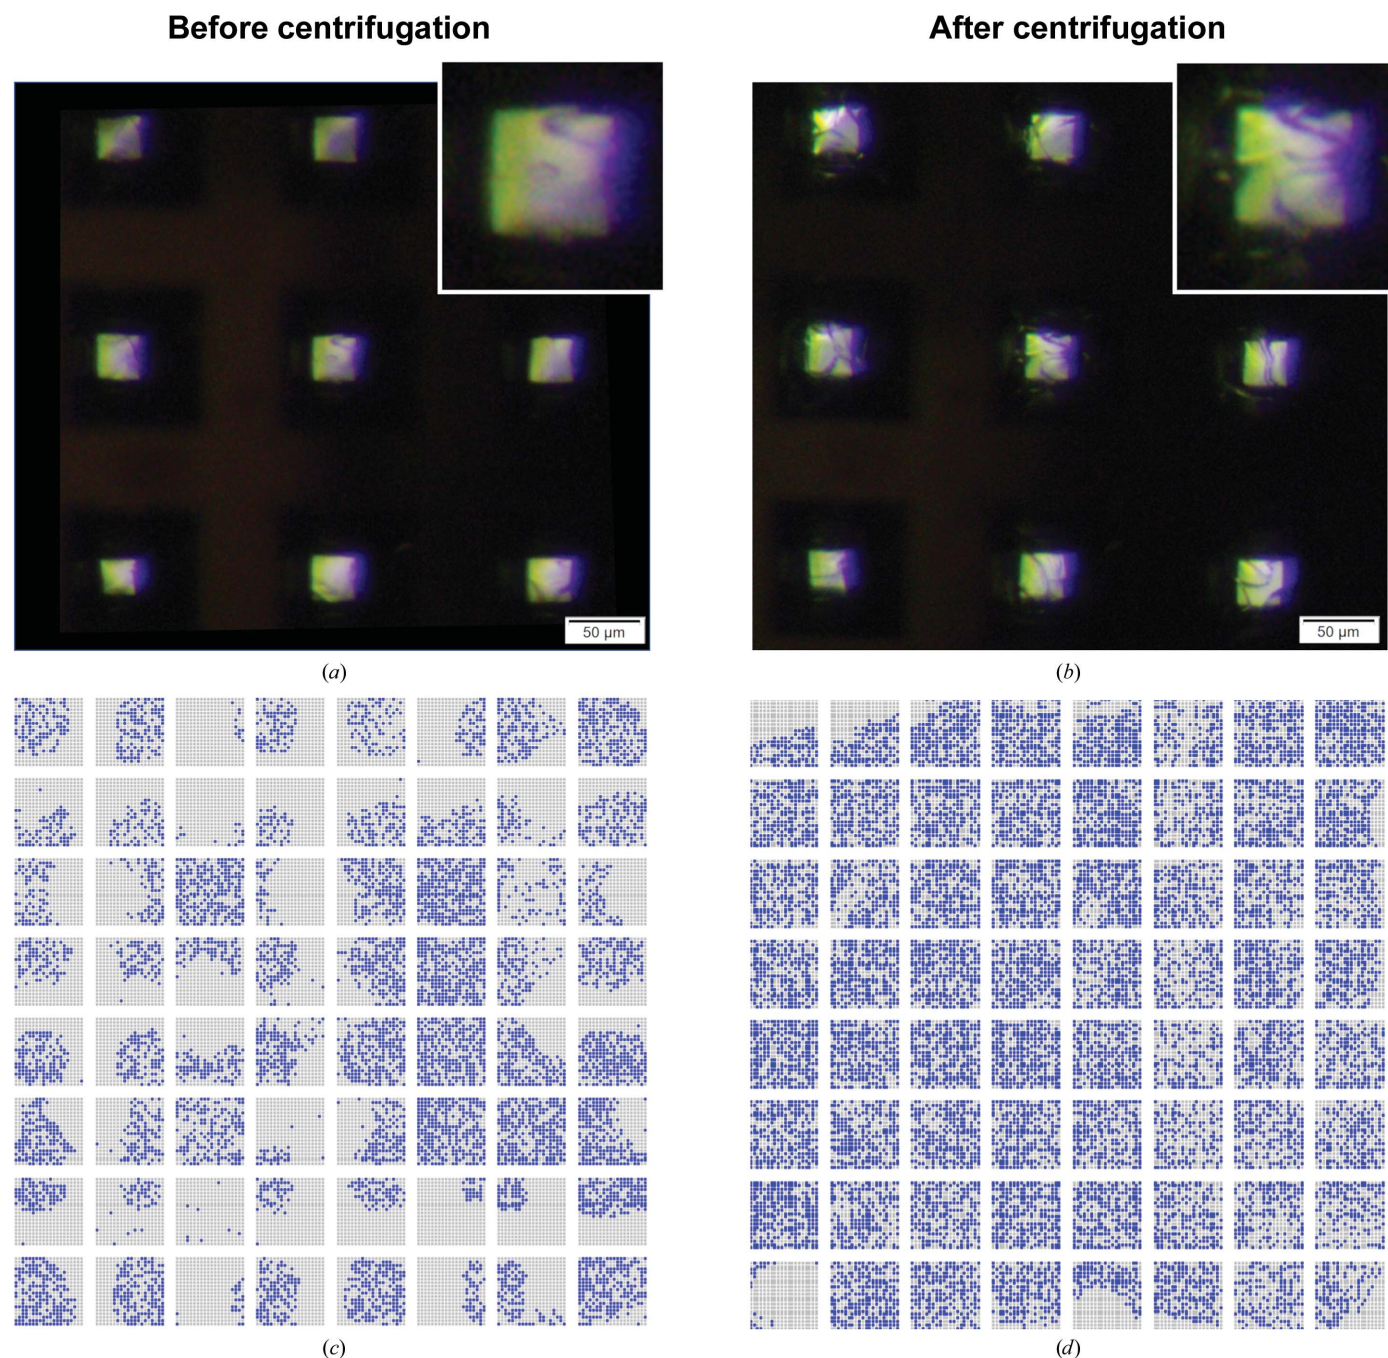 Before centrifugation
After centrifugation
50 µm
50 µm
(a)
(b)
(c)
(d)